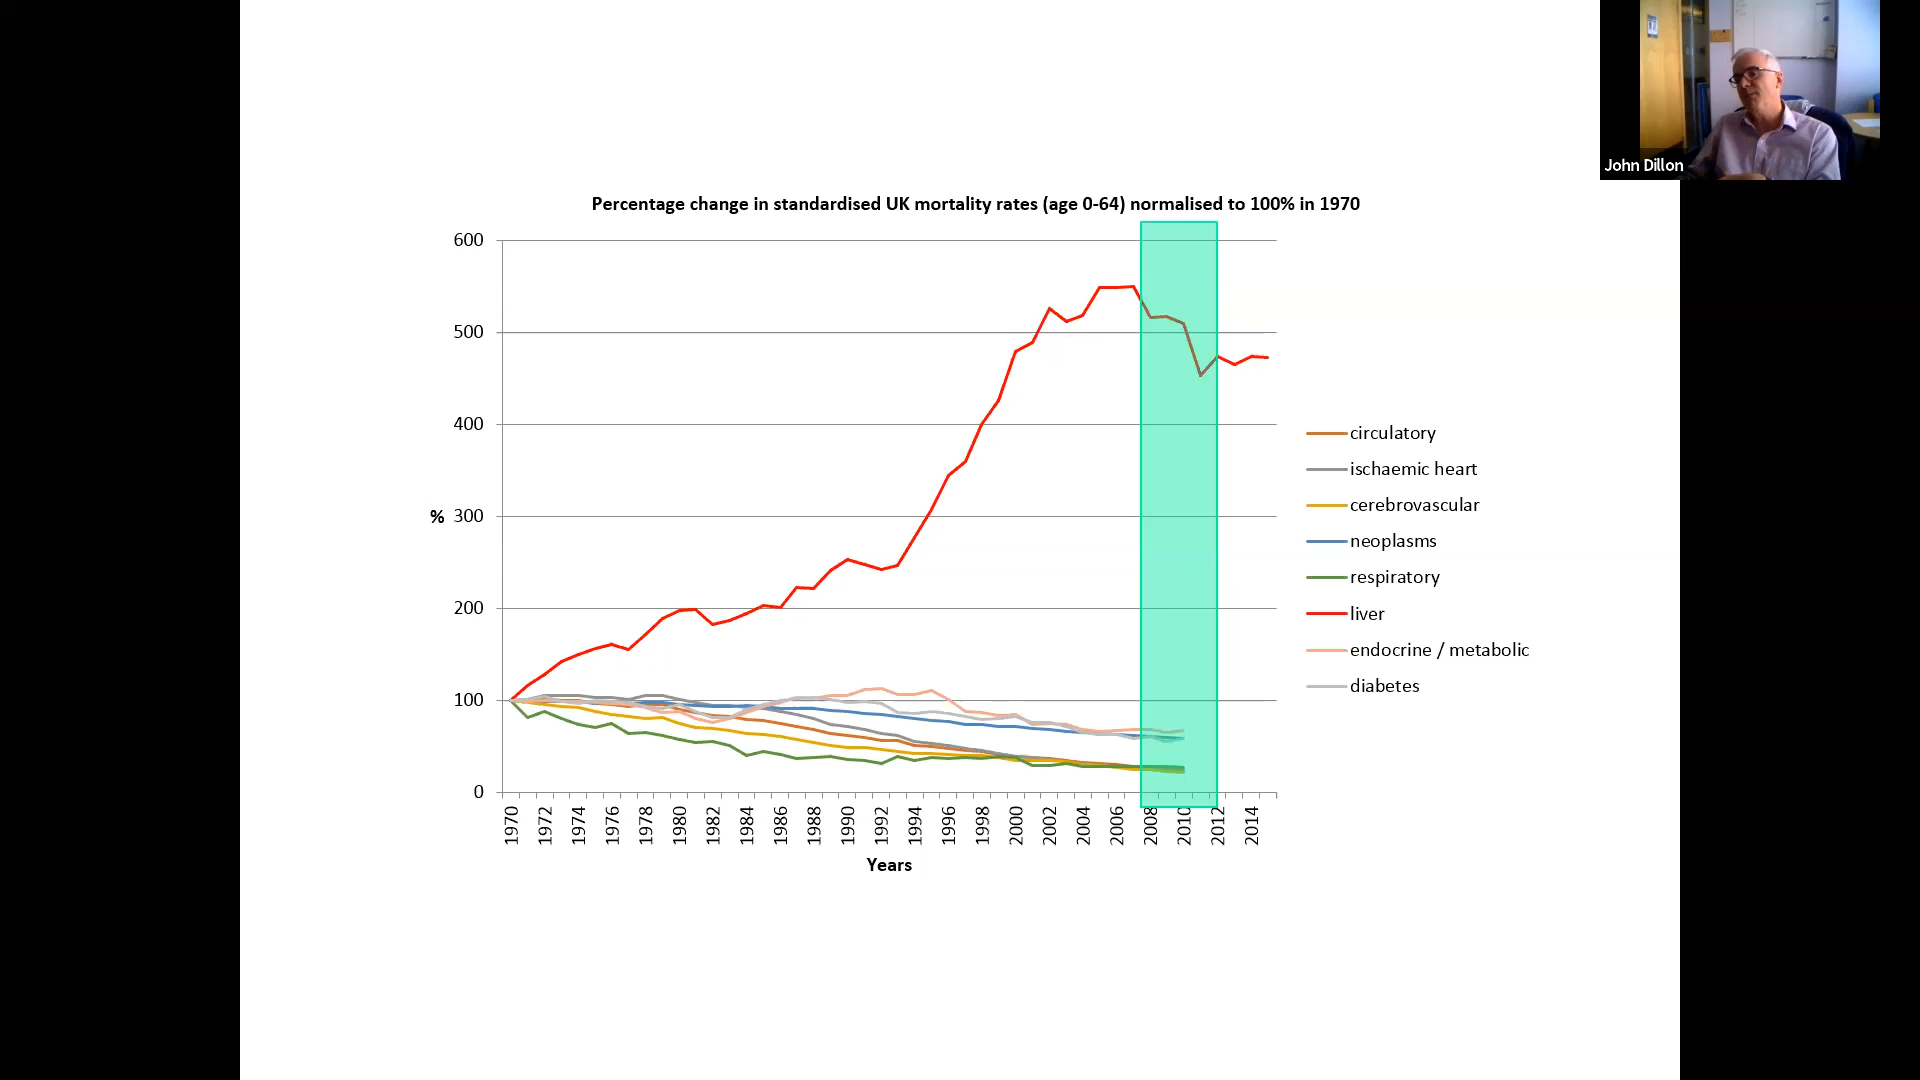 John Dillon
Percentage change in standardised UK mortality rates (age 0-64) normalised to 100% in 1970
600
500
400
% 300
200
100
0
1970 1972 1974 1976 1978 1980 1982 1984 1986 1988 1990 1992 1994 1996 1998 2000 2002 2004 2006 2008 2010 2012 2014
Years
circulatory
ischaemic heart
cerebrovascular
neoplasms
respiratory
liver
endocrine / metabolic
diabetes